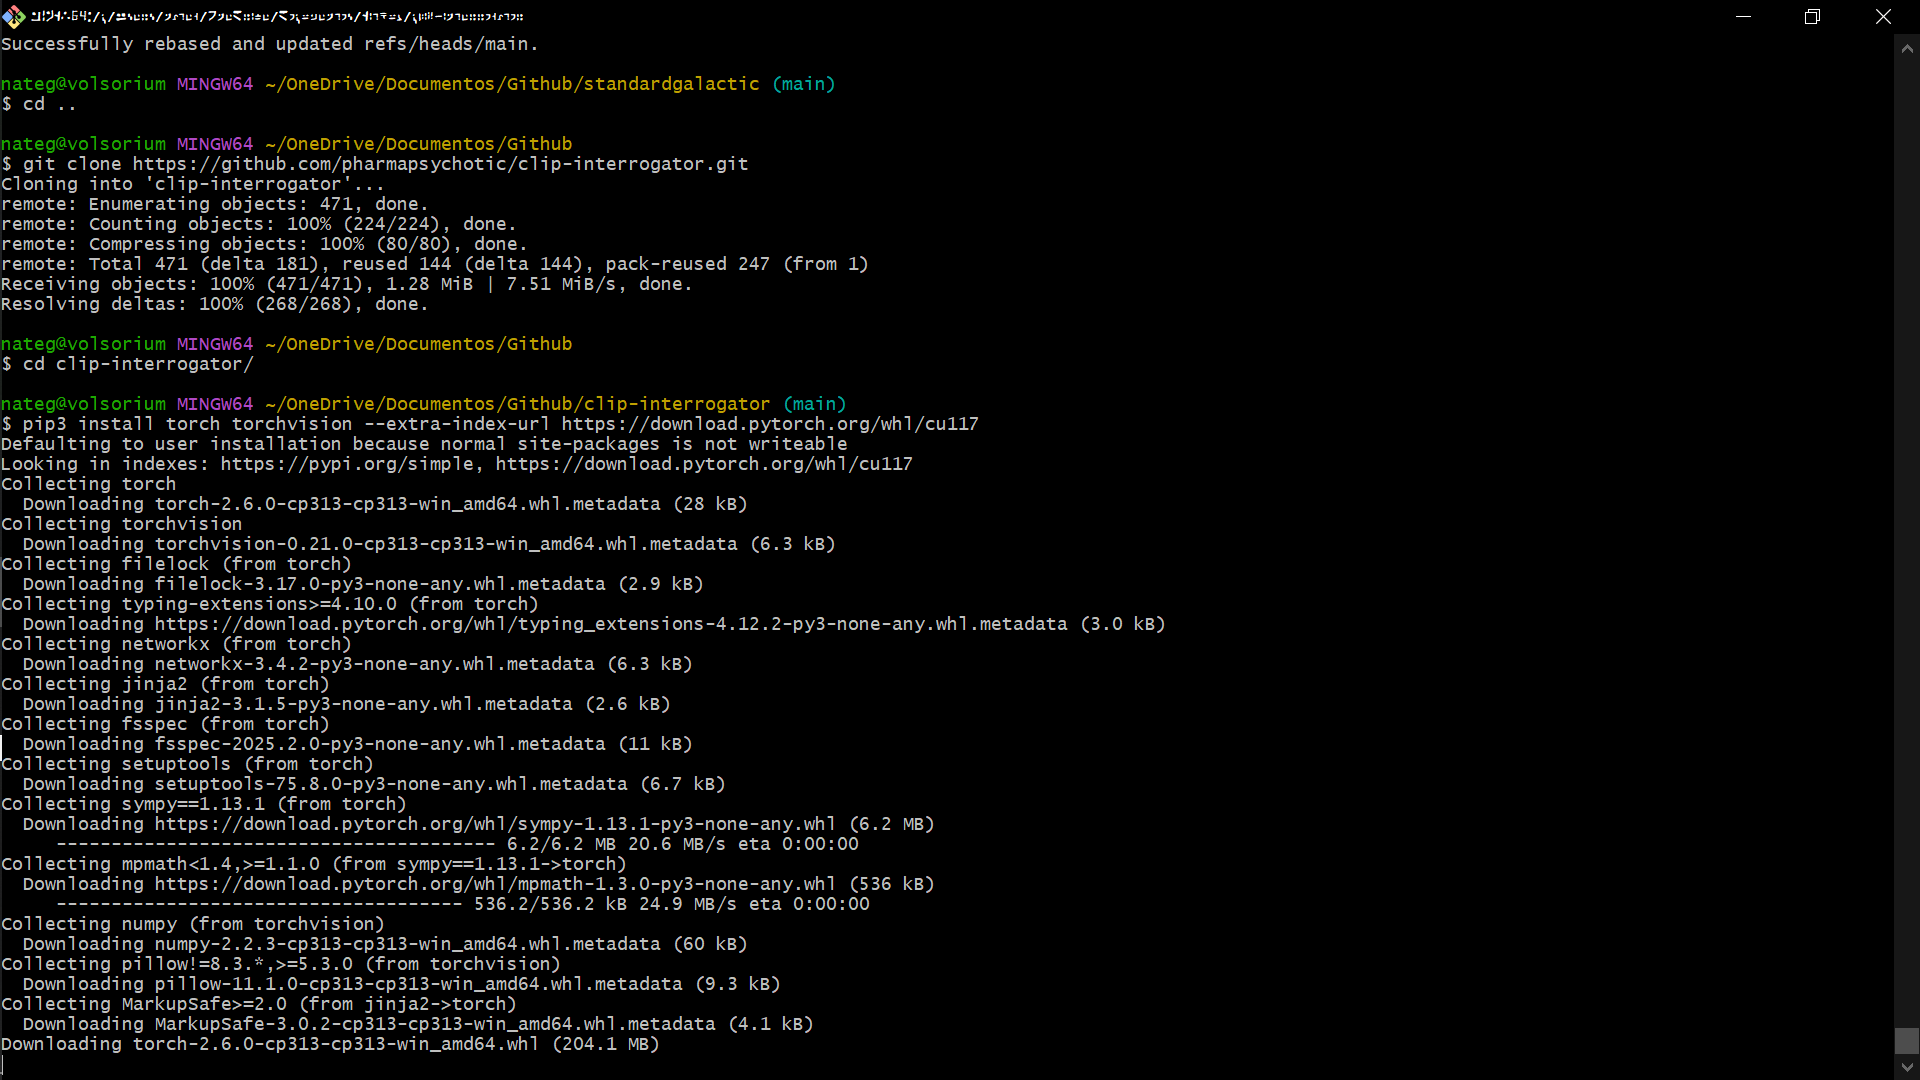 Successfully rebased and updated refs/heads/main.
nateg@volsorium MINGW64 ~/OneDrive/Documentos/Github/standardgalactic (main)
$ cd ..
nateg@volsorium MINGW64 ~/OneDrive/Documentos/Github
$ git clone https://github.com/pharmapsychotic/clip-interrogator.git
Cloning into 'clip-interrogator'...
remote: Enumerating objects: 471, done.
remote: Counting objects: 100% (224/224), done.
remote: Compressing objects: 100% (80/80), done.
remote: Total 471 (delta 181), reused 144 (delta 144), pack-reused 247 (from 1)
Receiving objects: 100% (471/471), 1.28 MiB | 7.51 MiB/s, done.
Resolving deltas: 100% (268/268), done.
nateg@volsorium MINGW64 ~/OneDrive/Documentos/Github
$ cd clip-interrogator/
nateg@volsorium MINGW64 ~/OneDrive/Documentos/Github/clip-interrogator (main)
$ pip3 install torch torchvision --extra-index-url https://download.pytorch.org/whl/cu117
Defaulting to user installation because normal site-packages is not writeable
Looking in indexes: https://pypi.org/simple, https://download.pytorch.org/whl/cu117
Collecting torch
  Downloading torch-2.6.0-cp313-cp313-win_amd64.whl.metadata (28 kB)
Collecting torchvision
  Downloading torchvision-0.21.0-cp313-cp313-win_amd64.whl.metadata (6.3 kB)
Collecting filelock (from torch)
  Downloading filelock-3.17.0-py3-none-any.whl.metadata (2.9 kB)
Collecting typing-extensions>=4.10.0 (from torch)
  Downloading https://download.pytorch.org/whl/typing_extensions-4.12.2-py3-none-any.whl.metadata (3.0 kB)
Collecting networkx (from torch)
  Downloading networkx-3.4.2-py3-none-any.whl.metadata (6.3 kB)
Collecting jinja2 (from torch)
  Downloading jinja2-3.1.5-py3-none-any.whl.metadata (2.6 kB)
Collecting fsspec (from torch)
  Downloading fsspec-2025.2.0-py3-none-any.whl.metadata (11 kB)
Collecting setuptools (from torch)
  Downloading setuptools-75.8.0-py3-none-any.whl.metadata (6.7 kB)
Collecting sympy==1.13.1 (from torch)
  Downloading https://download.pytorch.org/whl/sympy-1.13.1-py3-none-any.whl (6.2 MB)
     ---------------------------------------- 6.2/6.2 MB 20.6 MB/s eta 0:00:00
Collecting mpmath<1.4,>=1.1.0 (from sympy==1.13.1->torch)
  Downloading https://download.pytorch.org/whl/mpmath-1.3.0-py3-none-any.whl (536 kB)
     ------------------------------------- 536.2/536.2 kB 24.9 MB/s eta 0:00:00
Collecting numpy (from torchvision)
  Downloading numpy-2.2.3-cp313-cp313-win_amd64.whl.metadata (60 kB)
Collecting pillow!=8.3.*,>=5.3.0 (from torchvision)
  Downloading pillow-11.1.0-cp313-cp313-win_amd64.whl.metadata (9.3 kB)
Collecting MarkupSafe>=2.0 (from jinja2->torch)
  Downloading MarkupSafe-3.0.2-cp313-cp313-win_amd64.whl.metadata (4.1 kB)
Downloading torch-2.6.0-cp313-cp313-win_amd64.whl (204.1 MB)